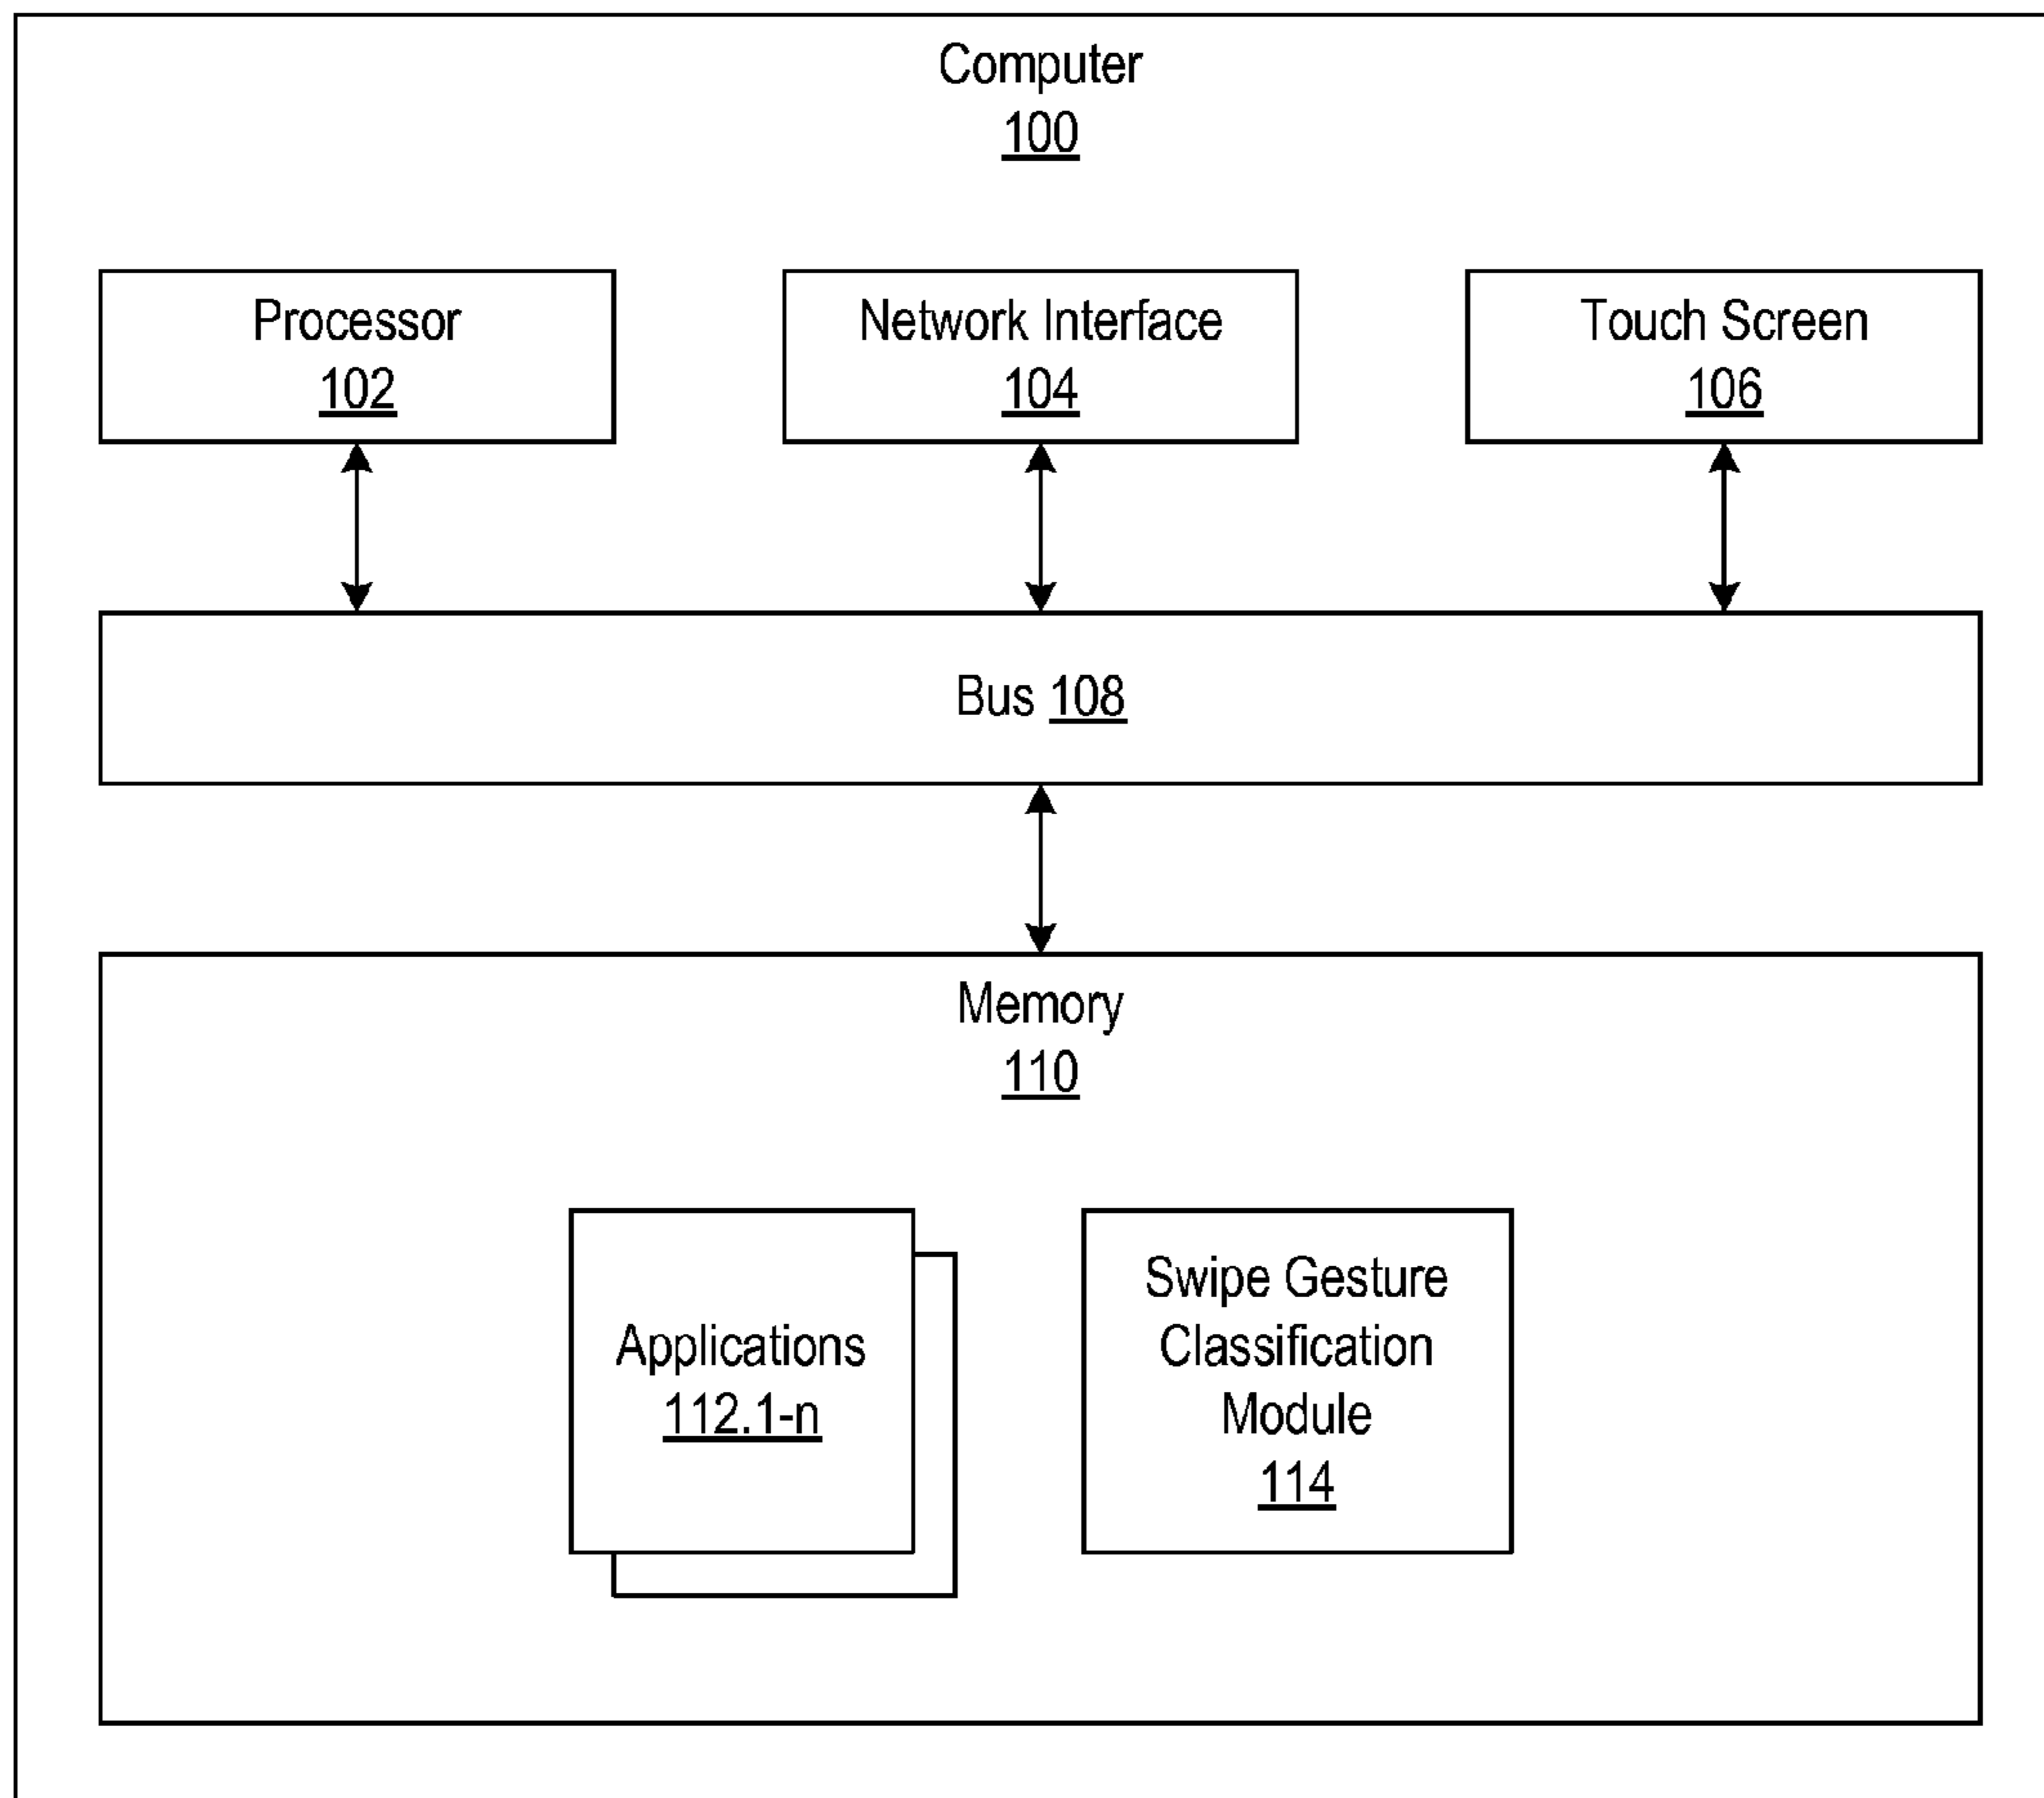 Computer
100
Processor
102
Network Interface
104
Touch Screen
106
Bus 108
Memory
110
Applications
112.1-n
Swipe Gesture
Classification
Module
114